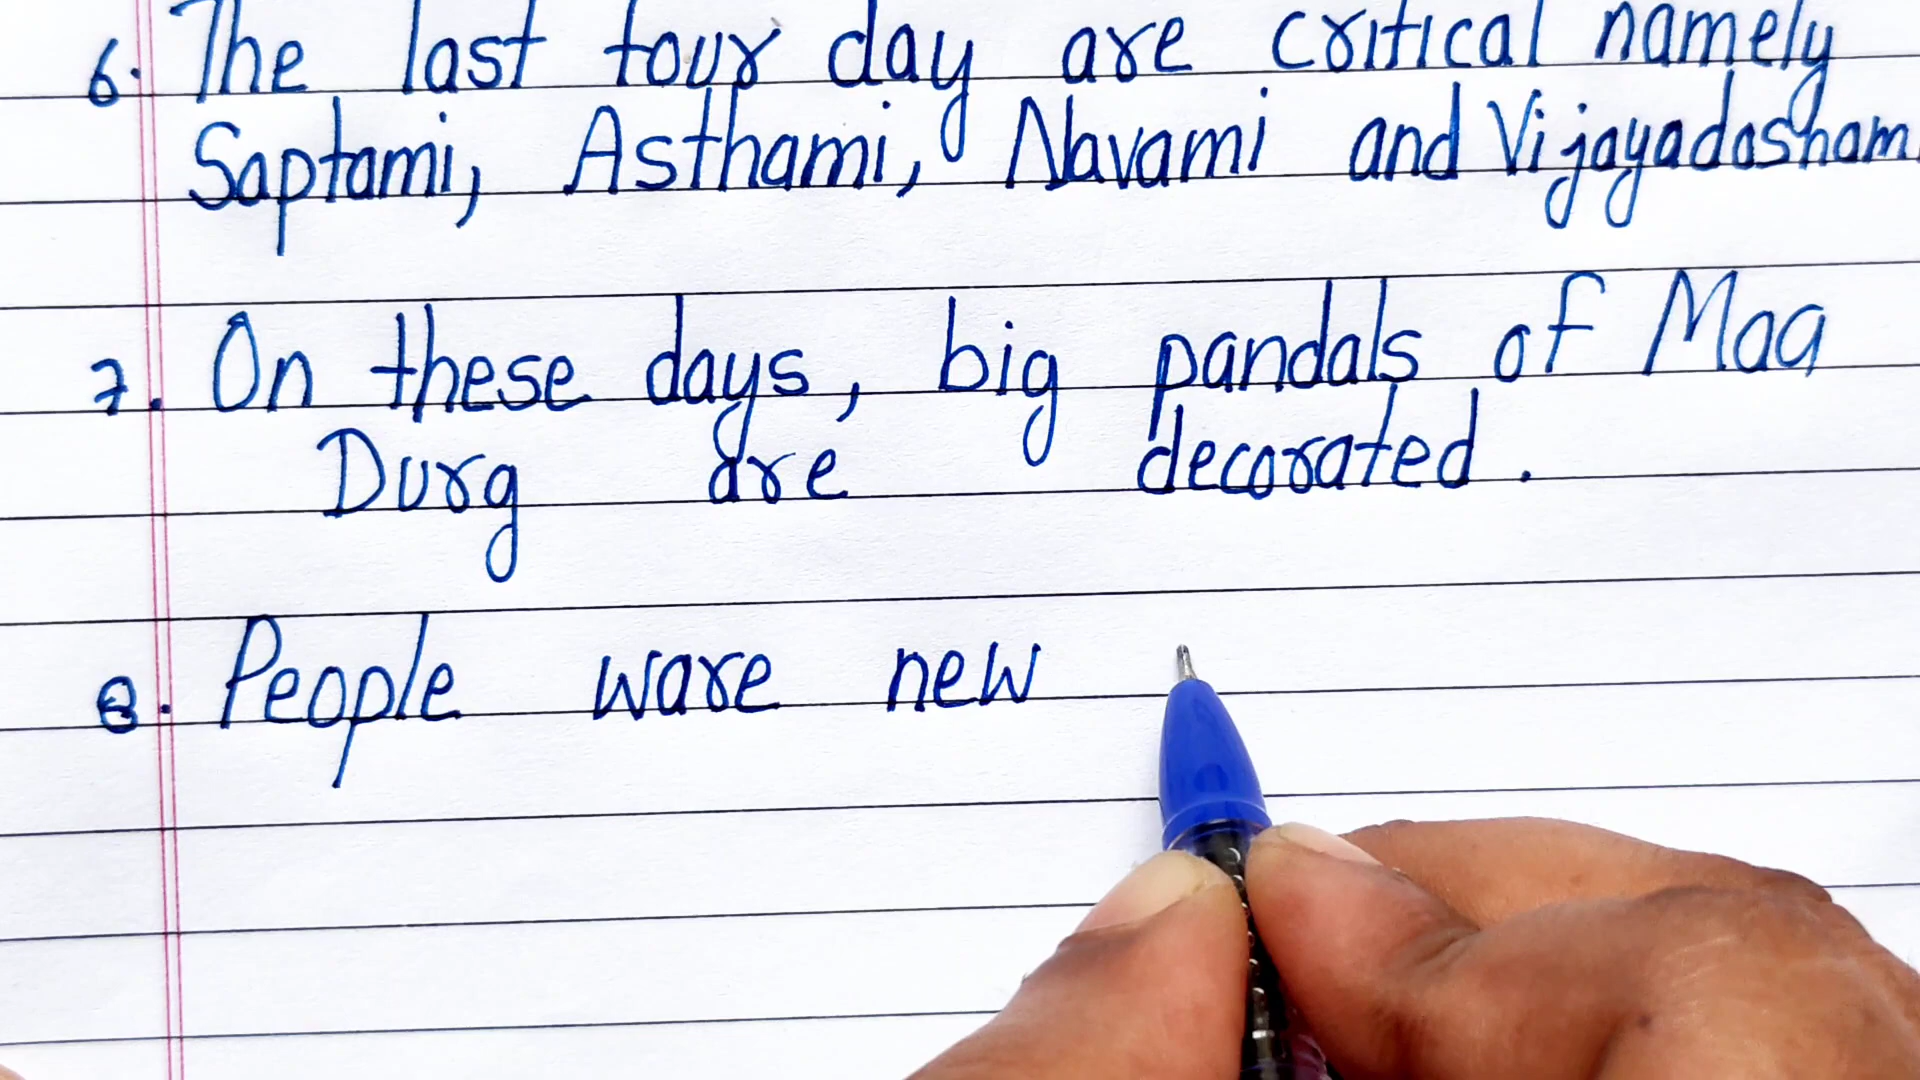 6. The last four day are critical namely
Saptami, Asthami, Navami and Vijayadasham
7. On these days, big pandals of Maa
Durg are decorated.
8. People ware new